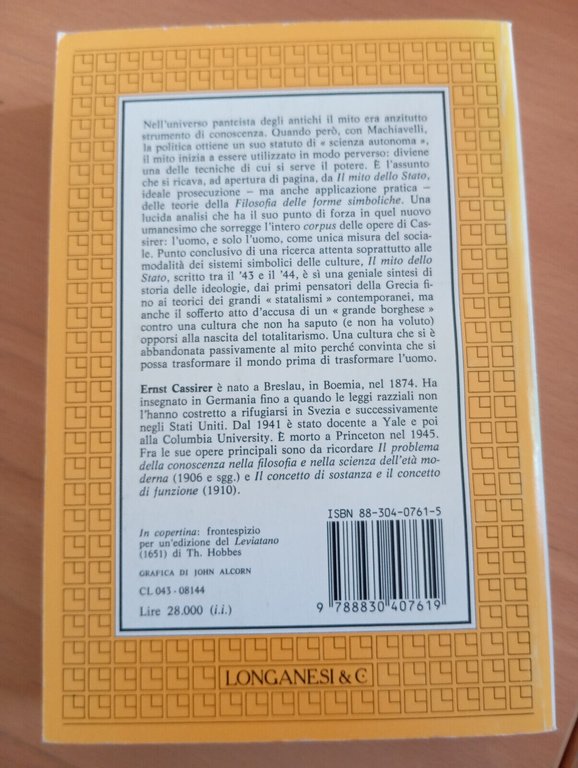 Nell'universo panteista degli antichi il mito era anzitutto
strumento di conoscenza. Quando però, con Machiavelli,
la politica ottiene un suo statuto di « scienza autonoma »,
il mito inizia a essere utilizzato in modo perverso: diviene
una delle tecniche di cui si serve il potere. È l'assunto
che si ricava, ad apertura di pagina, da Il mito dello Stato,
ideale prosecuzione — ma anche applicazione pratica —
delle teorie della Filosofia delle forme simboliche. Una
lucida analisi che ha il suo punto di forza in quel nuovo
umanesimo che sorregge l'intero corpus delle opere di Cas-
sirer: l'uomo, e solo l'uomo, come unica misura del socia-
le. Punto conclusivo di una ricerca attenta soprattutto alle
modalità dei sistemi simbolici delle culture, Il mito dello
Stato, scritto tra il '43 e il '44, è sì una geniale sintesi di
storia delle ideologie, dai primi pensatori della Grecia fi-
no ai teorici dei grandi « statalismi » contemporanei, ma
anche il sofferto atto d'accusa di un « grande borghese »
contro una cultura che non ha saputo (e non ha voluto)
opporsi alla nascita del totalitarismo. Una cultura che si è
abbandonata passivamente al mito perché convinta che si
possa trasformare il mondo prima di trasformare l'uomo.
Ernst Cassirer è nato a Breslau, in Boemia, nel 1874. Ha
insegnato in Germania fino a quando le leggi razziali non
l'hanno costretto a rifugiarsi in Svezia e successivamente
negli Stati Uniti. Dal 1941 è stato docente a Yale e poi
alla Columbia University. È morto a Princeton nel 1945.
Fra le sue opere principali sono da ricordare Il problema
della conoscenza nella filosofia e nella scienza dell'età mo-
derna (1906 e sgg.) e Il concetto di sostanza e il concetto
di funzione (1910).
ISBN 88-304-0761-5
In copertina: frontespizio
per un'edizione del Leviatano
(1651) di Th. Hobbes
GRAFICA DI JOHN ALCORN
CL 043 - 08144
Lire 28.000 (i.i.)
9 788830 407619
LONGANESI & C.